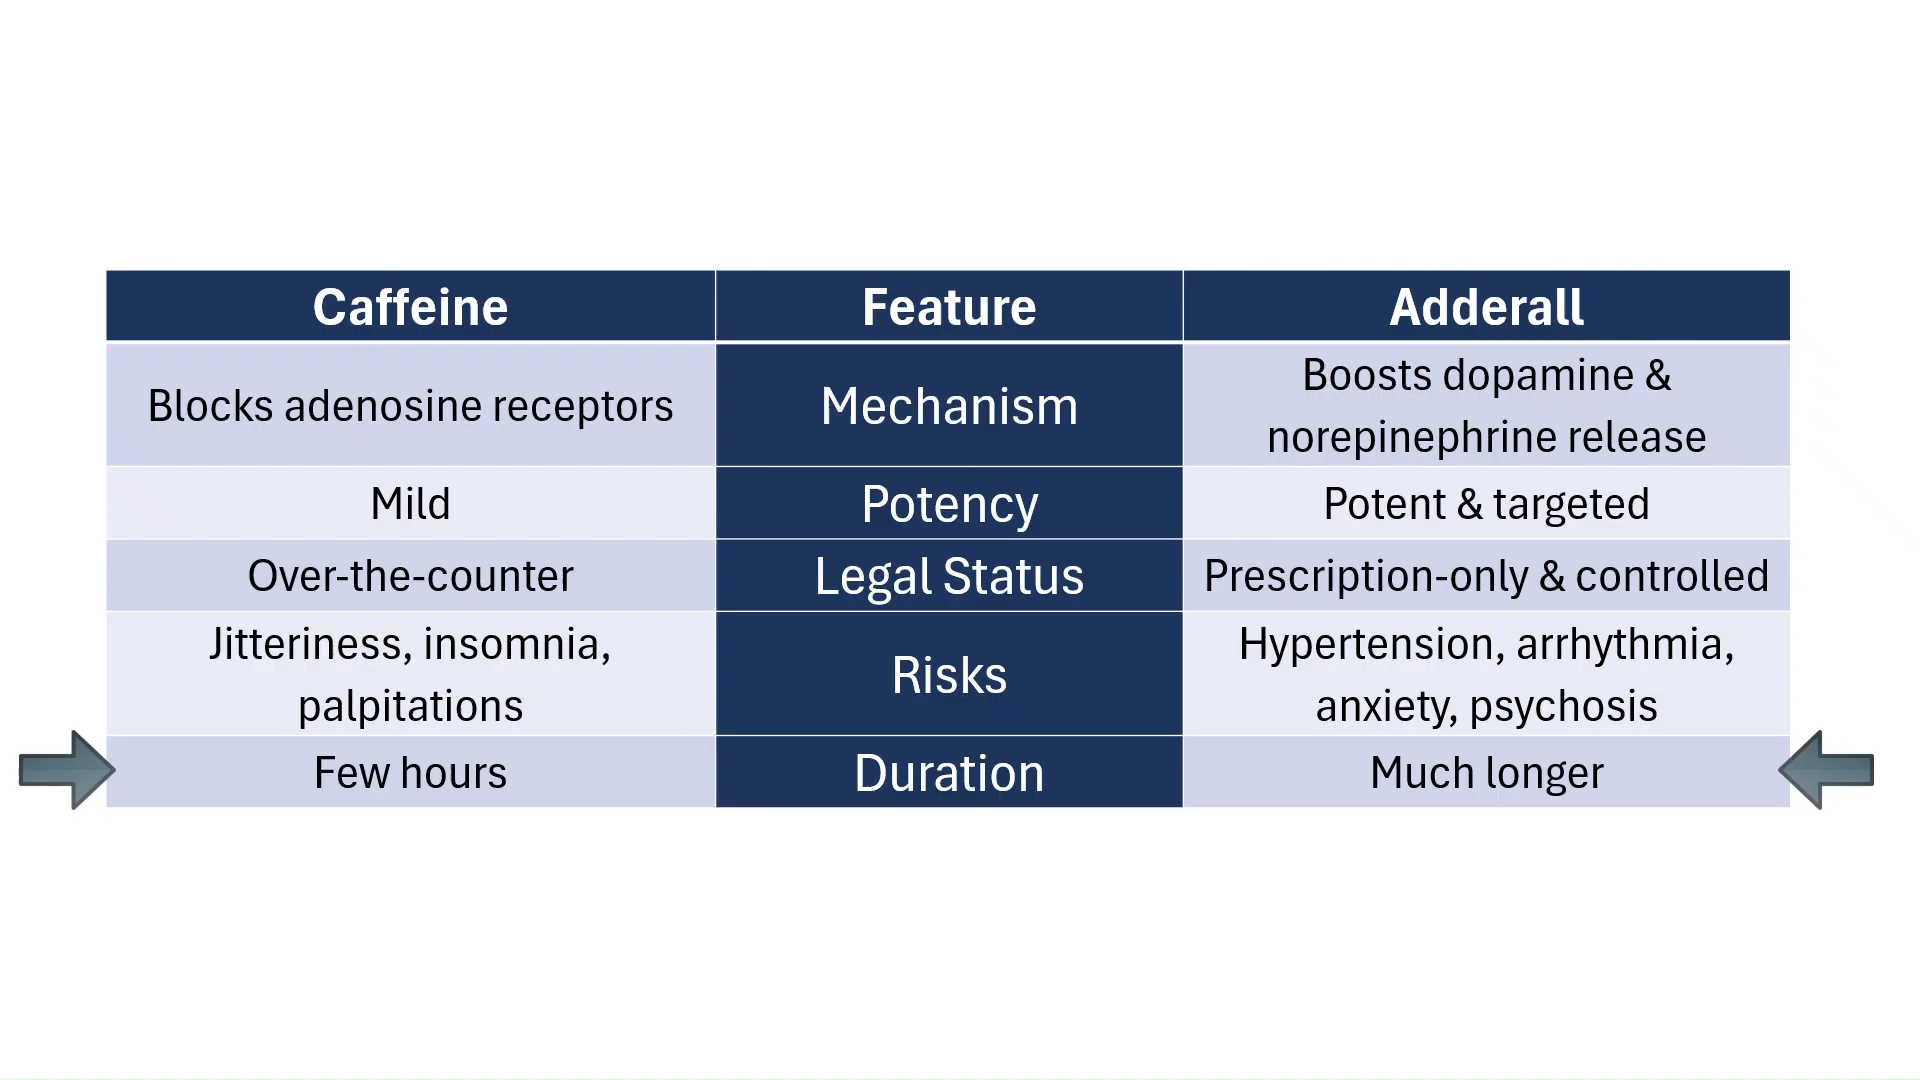 Caffeine Feature Adderall
Blocks adenosine receptors Mechanism Boosts dopamine &
norepinephrine release
Mild Potency Potent & targeted
Over-the-counter Legal Status Prescription-only & controlled
Jitteriness, insomnia,
palpitations Risks Hypertension, arrhythmia,
anxiety, psychosis
Few hours Duration Much longer